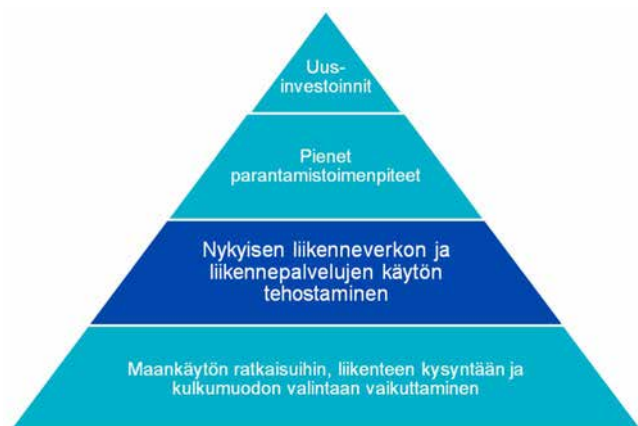 Uus-
investoinnit
Pienet
parantamistoimenpiteet
Nykyisen liikenneverkon ja
liikennepalvelujen käytön
tehostaminen
Maankäytön ratkaisuihin, liikenteen kysyntään ja
kulkumuodon valintaan vaikuttaminen